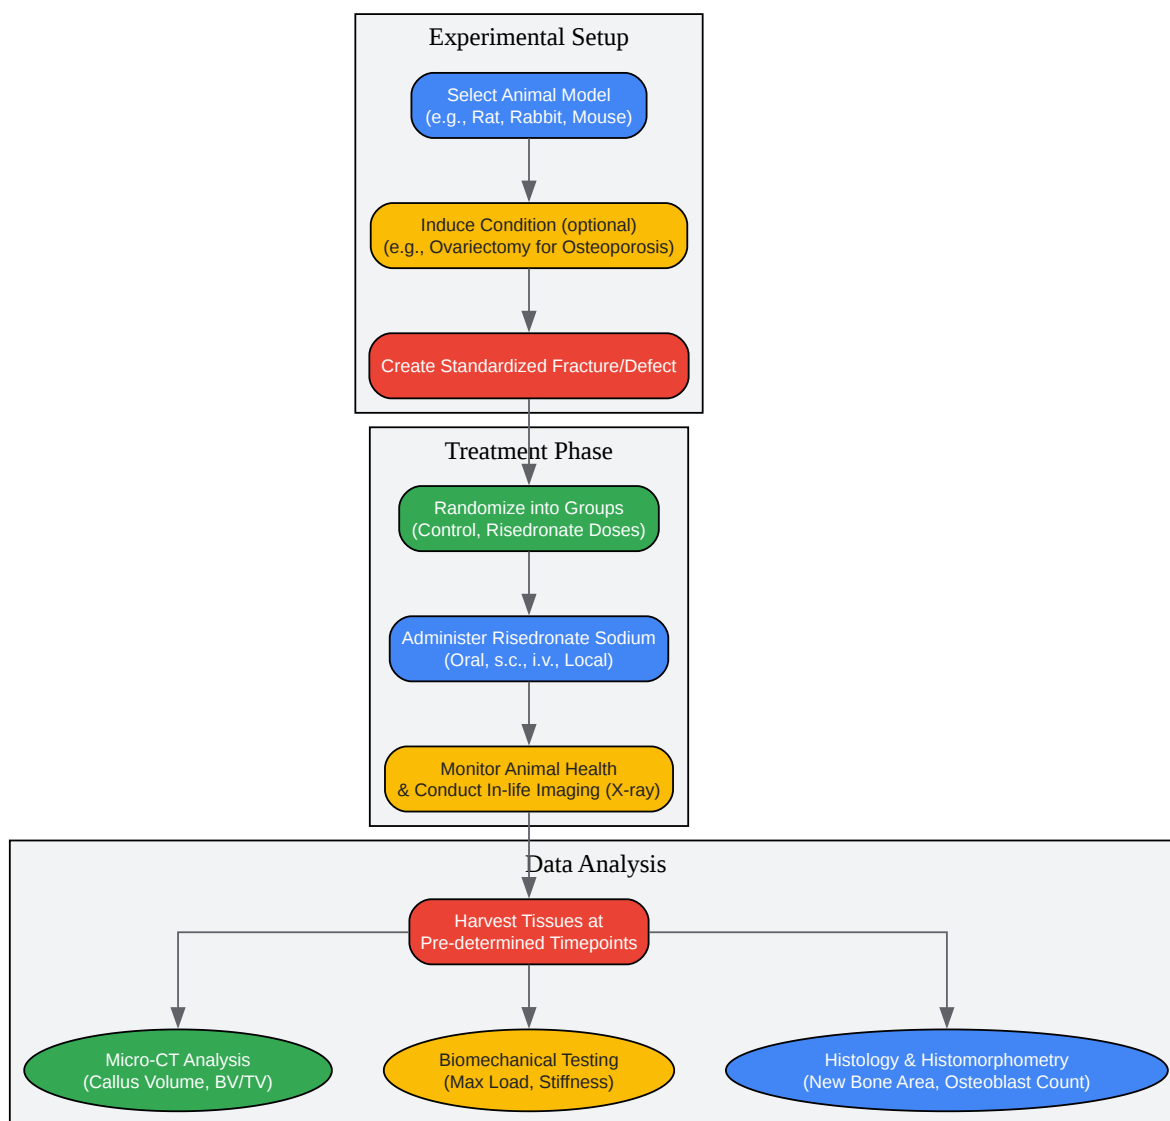 Experimental Setup
Select Animal Model
(e.g., Rat, Rabbit, Mouse)
Induce Condition (optional)
(e.g., Ovariectomy for Osteoporosis)
Create Standardized Fracture/Defect
Treatment Phase
Randomize into Groups
(Control, Risedronate Doses)
Administer Risedronate Sodium
(Oral, s.c., i.v., Local)
Monitor Animal Health
& Conduct In-life Imaging (X-ray)
Data Analysis
Harvest Tissues at
Pre-determined Timepoints
Micro-CT Analysis
(Callus Volume, BV/TV)
Biomechanical Testing
(Max Load, Stiffness)
Histology & Histomorphometry
(New Bone Area, Osteoblast Count)